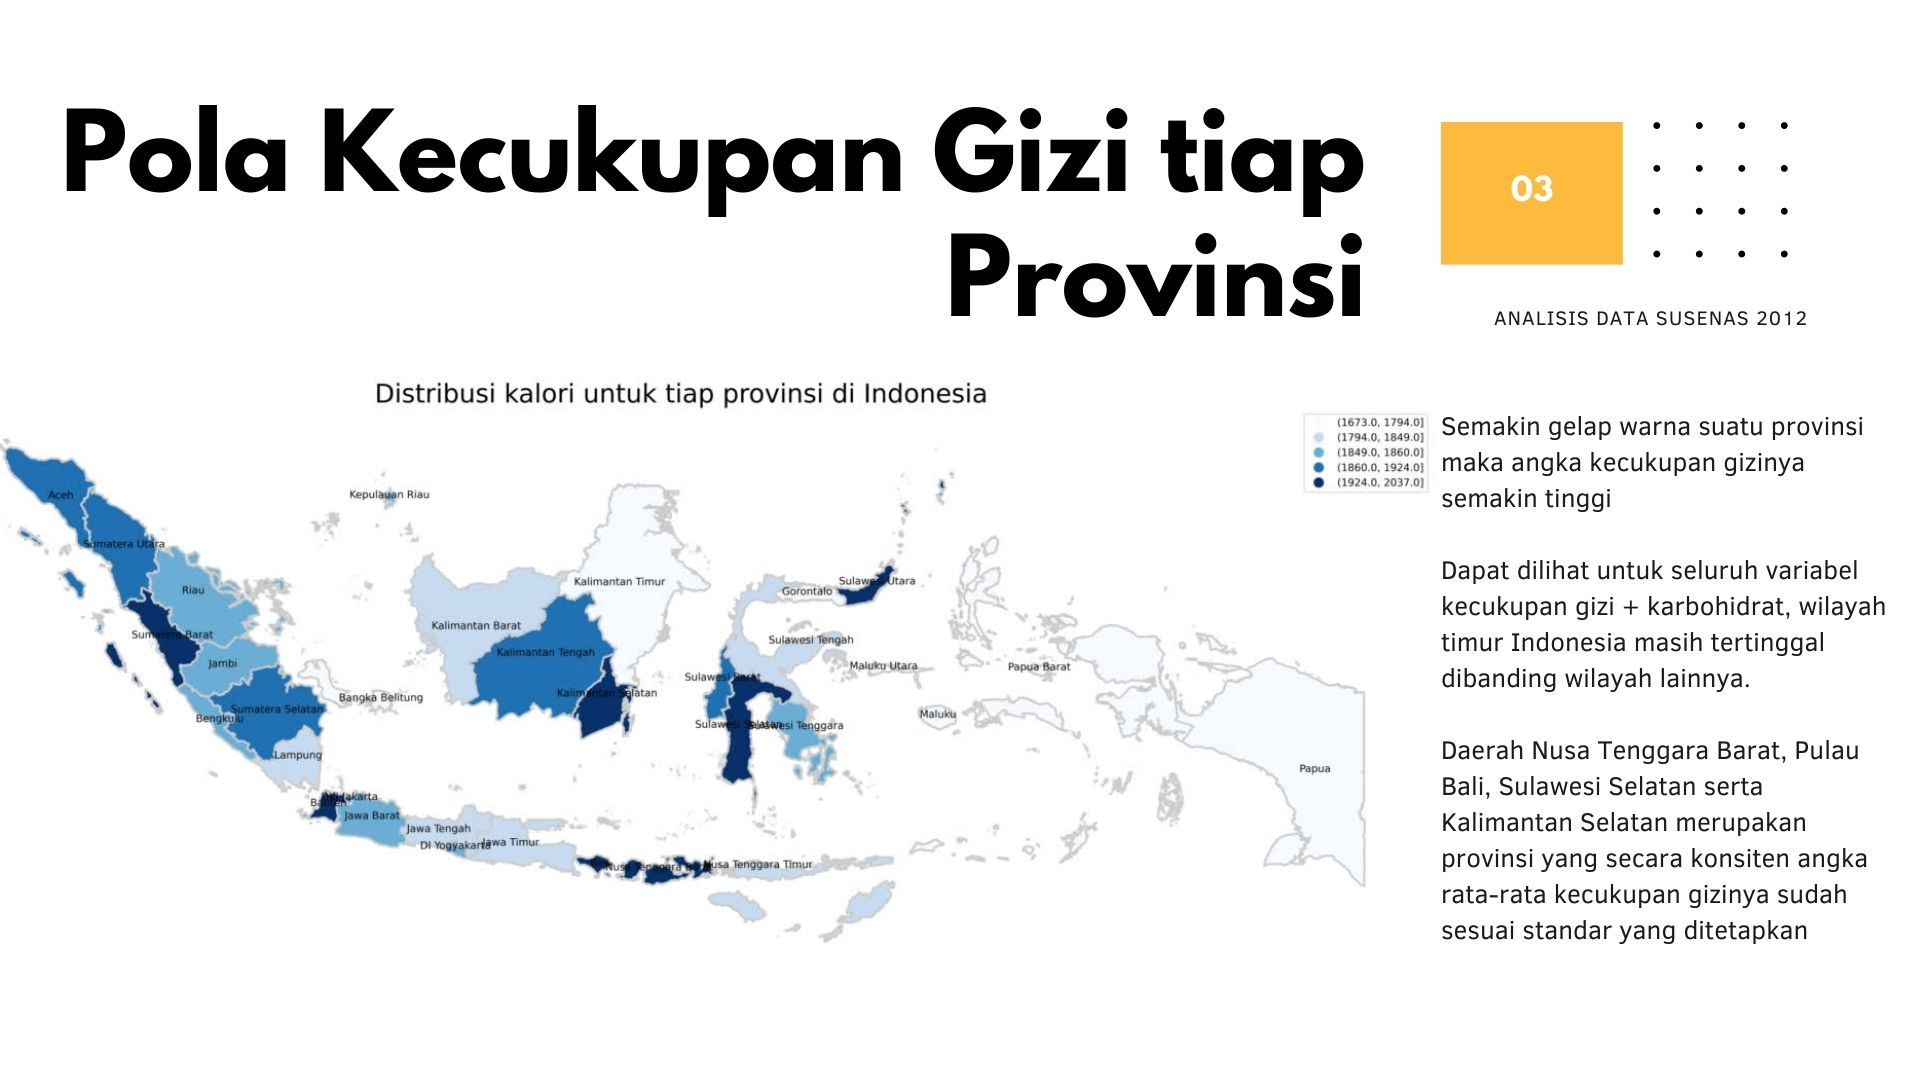 Pola Kecukupan Gizi tiap
Provinsi
03
ANALISIS DATA SUSENAS 2012
Distribusi kalori untuk tiap provinsi di Indonesia
(1673.0, 1794.0]
(1794.0, 1849.0]
(1849.0, 1860.0]
(1860.0, 1924.0]
(1924.0, 2037.0]
Aceh
Kepulauan Riau
Sumatera Utara
Riau
Sumatera Barat
Jambi
Bangka Belitung
Sumatera Selatan
Bengkulu
Lampung
Jakarta
Banten
Jawa Barat
Jawa Tengah
DI Yogyakarta
Jawa Timur
Nusa Tenggara
Nusa Tenggara Timur
Kalimantan Timur
Kalimantan Barat
Kalimantan Tengah
Kalimantan Selatan
Gorontalo
Sulawesi Utara
Sulawesi Tengah
Sulawesi Barat
Sulawesi Selatan
Sulawesi Tenggara
Maluku Utara
Maluku
Papua Barat
Papua
Semakin gelap warna suatu provinsi
maka angka kecukupan gizinya
semakin tinggi
Dapat dilihat untuk seluruh variabel
kecukupan gizi + karbohidrat, wilayah
timur Indonesia masih tertinggal
dibanding wilayah lainnya.
Daerah Nusa Tenggara Barat, Pulau
Bali, Sulawesi Selatan serta
Kalimantan Selatan merupakan
provinsi yang secara konsiten angka
rata-rata kecukupan gizinya sudah
sesuai standar yang ditetapkan